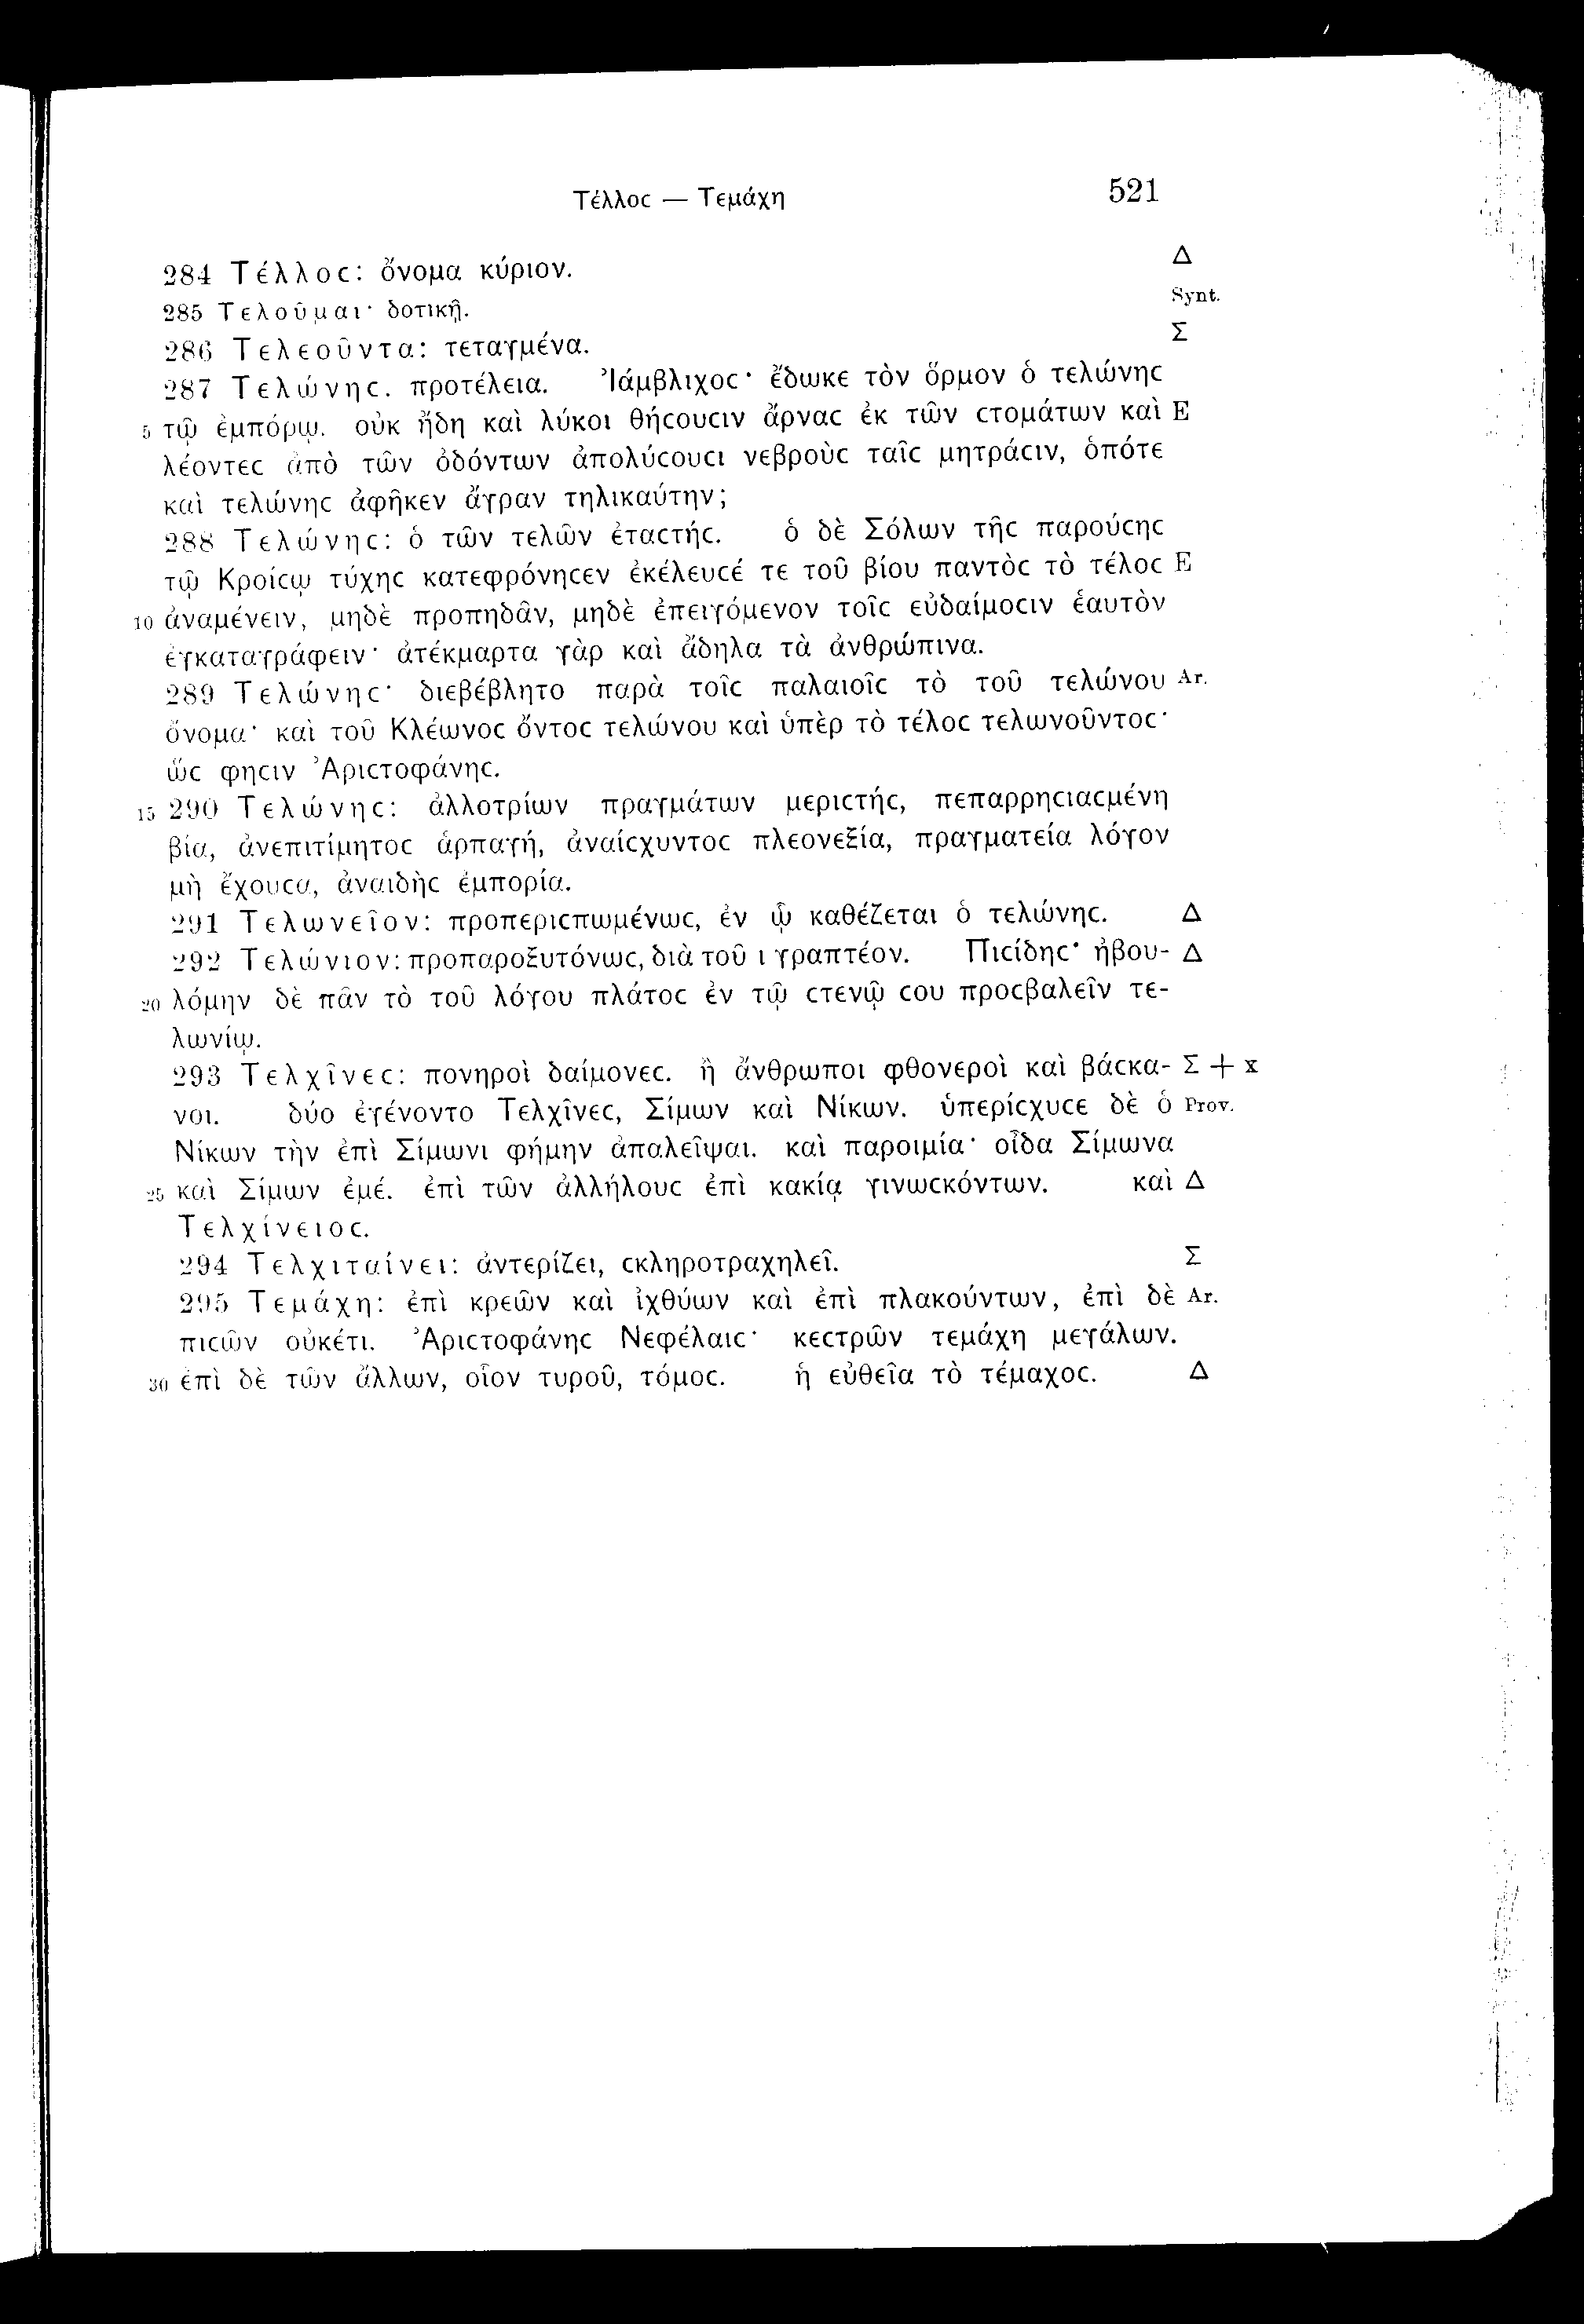 Τέλλοϲ — Τεμάχη 521
284 Τέλλοϲ: ὄνομα κύριον. Δ
285 Τελοῦμαι· δοτικῇ. Synt.
286 Τελεοῦντα: τεταγμένα. Σ
287 Τελώνηϲ. προτέλεια. Ἰάμβλιχοϲ· ἔδωκε τὸν ὅρμον ὁ τελώνηϲ
5 τῷ ἐμπόρῳ. οὐκ ἤδη καὶ λύκοι θήϲουϲιν ἄρναϲ ἐκ τῶν ϲτομάτων καὶ Ε
λέοντεϲ ἀπὸ τῶν ὀδόντων ἀπολύϲουϲι νεβροὺϲ ταῖϲ μητράϲιν, ὁπότε
καὶ τελώνηϲ ἀφῆκεν ἄγραν τηλικαύτην;
288 Τελώνηϲ: ὁ τῶν τελῶν ἐταϲτήϲ. ὁ δὲ Σόλων τῆϲ παρούϲηϲ
τῷ Κροίϲῳ τύχηϲ κατεφρόνηϲεν ἐκέλευϲέ τε τοῦ βίου παντὸϲ τὸ τέλοϲ Ε
10 ἀναμένειν, μηδὲ προπηδᾶν, μηδὲ ἐπειγόμενον τοῖϲ εὐδαίμοϲιν ἑαυτὸν
ἐγκαταγράφειν· ἀτέκμαρτα γὰρ καὶ ἄδηλα τὰ ἀνθρώπινα.
289 Τελώνηϲ· διεβέβλητο παρὰ τοῖϲ παλαιοῖϲ τὸ τοῦ τελώνου Ar.
ὄνομα· καὶ τοῦ Κλέωνοϲ ὄντοϲ τελώνου καὶ ὑπὲρ τὸ τέλοϲ τελωνοῦντοϲ·
ὥϲ φηϲιν Ἀριϲτοφάνηϲ.
15 290 Τελώνηϲ: ἀλλοτρίων πραγμάτων μεριϲτήϲ, πεπαρρηϲιαϲμένη
βία, ἀνεπιτίμητοϲ ἁρπαγή, ἀναίϲχυντοϲ πλεονεξία, πραγματεία λόγον
μὴ ἔχουϲα, ἀναιδὴϲ ἐμπορία.
291 Τελωνεῖον: προπεριϲπωμένωϲ, ἐν ᾧ καθέζεται ὁ τελώνηϲ. Δ
292 Τελώνιον: προπαροξυτόνωϲ, διὰ τοῦ ι γραπτέον. Πιϲίδηϲ· ἠβου- Δ
20 λόμην δὲ πᾶν τὸ τοῦ λόγου πλάτοϲ ἐν τῷ ϲτενῷ ϲου προϲβαλεῖν τε-
λωνίῳ.
293 Τελχῖνεϲ: πονηροὶ δαίμονεϲ. ἢ ἄνθρωποι φθονεροὶ καὶ βάϲκα- Σ + x
νοι. δύο ἐγένοντο Τελχῖνεϲ, Σίμων καὶ Νίκων. ὑπερίϲχυϲε δὲ ὁ Prov.
Νίκων τὴν ἐπὶ Σίμωνι φήμην ἀπαλεῖψαι. καὶ παροιμία· οἶδα Σίμωνα
25 καὶ Σίμων ἐμέ. ἐπὶ τῶν ἀλλήλουϲ ἐπὶ κακίᾳ γινωϲκόντων. καὶ Δ
Τελχίνειοϲ.
294 Τελχιταίνει: ἀντερίζει, ϲκληροτραχηλεῖ. Σ
295 Τεμάχη: ἐπὶ κρεῶν καὶ ἰχθύων καὶ ἐπὶ πλακούντων, ἐπὶ δὲ Ar.
πιϲῶν οὐκέτι. Ἀριϲτοφάνηϲ Νεφέλαιϲ· κεϲτρῶν τεμάχη μεγάλων.
30 ἐπὶ δὲ τῶν ἄλλων, οἷον τυροῦ, τόμοϲ. ἡ εὐθεῖα τὸ τέμαχοϲ. Δ